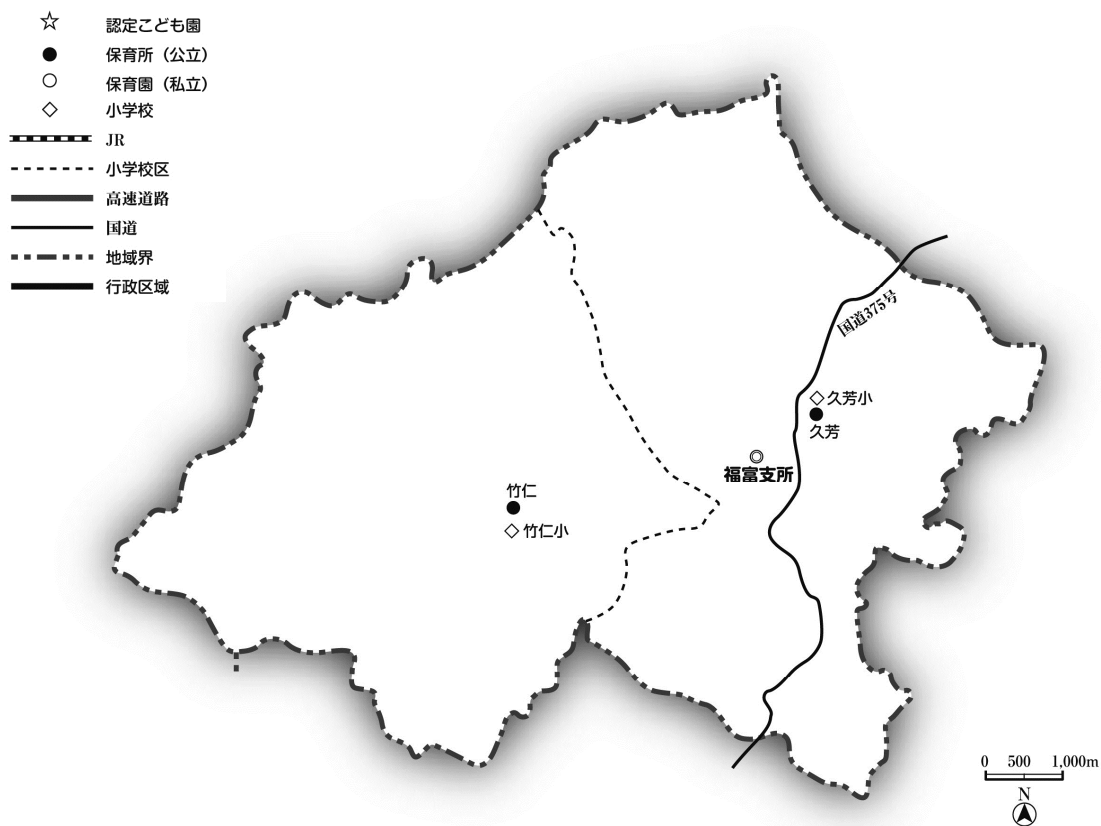 認定こども園
保育所（公立）
保育園（私立）
小学校
JR
小学校区
高速道路
国道
地域界
行政区域
国道375号
久芳小
久芳
福富支所
竹仁
竹仁小
0 500 1,000m
N